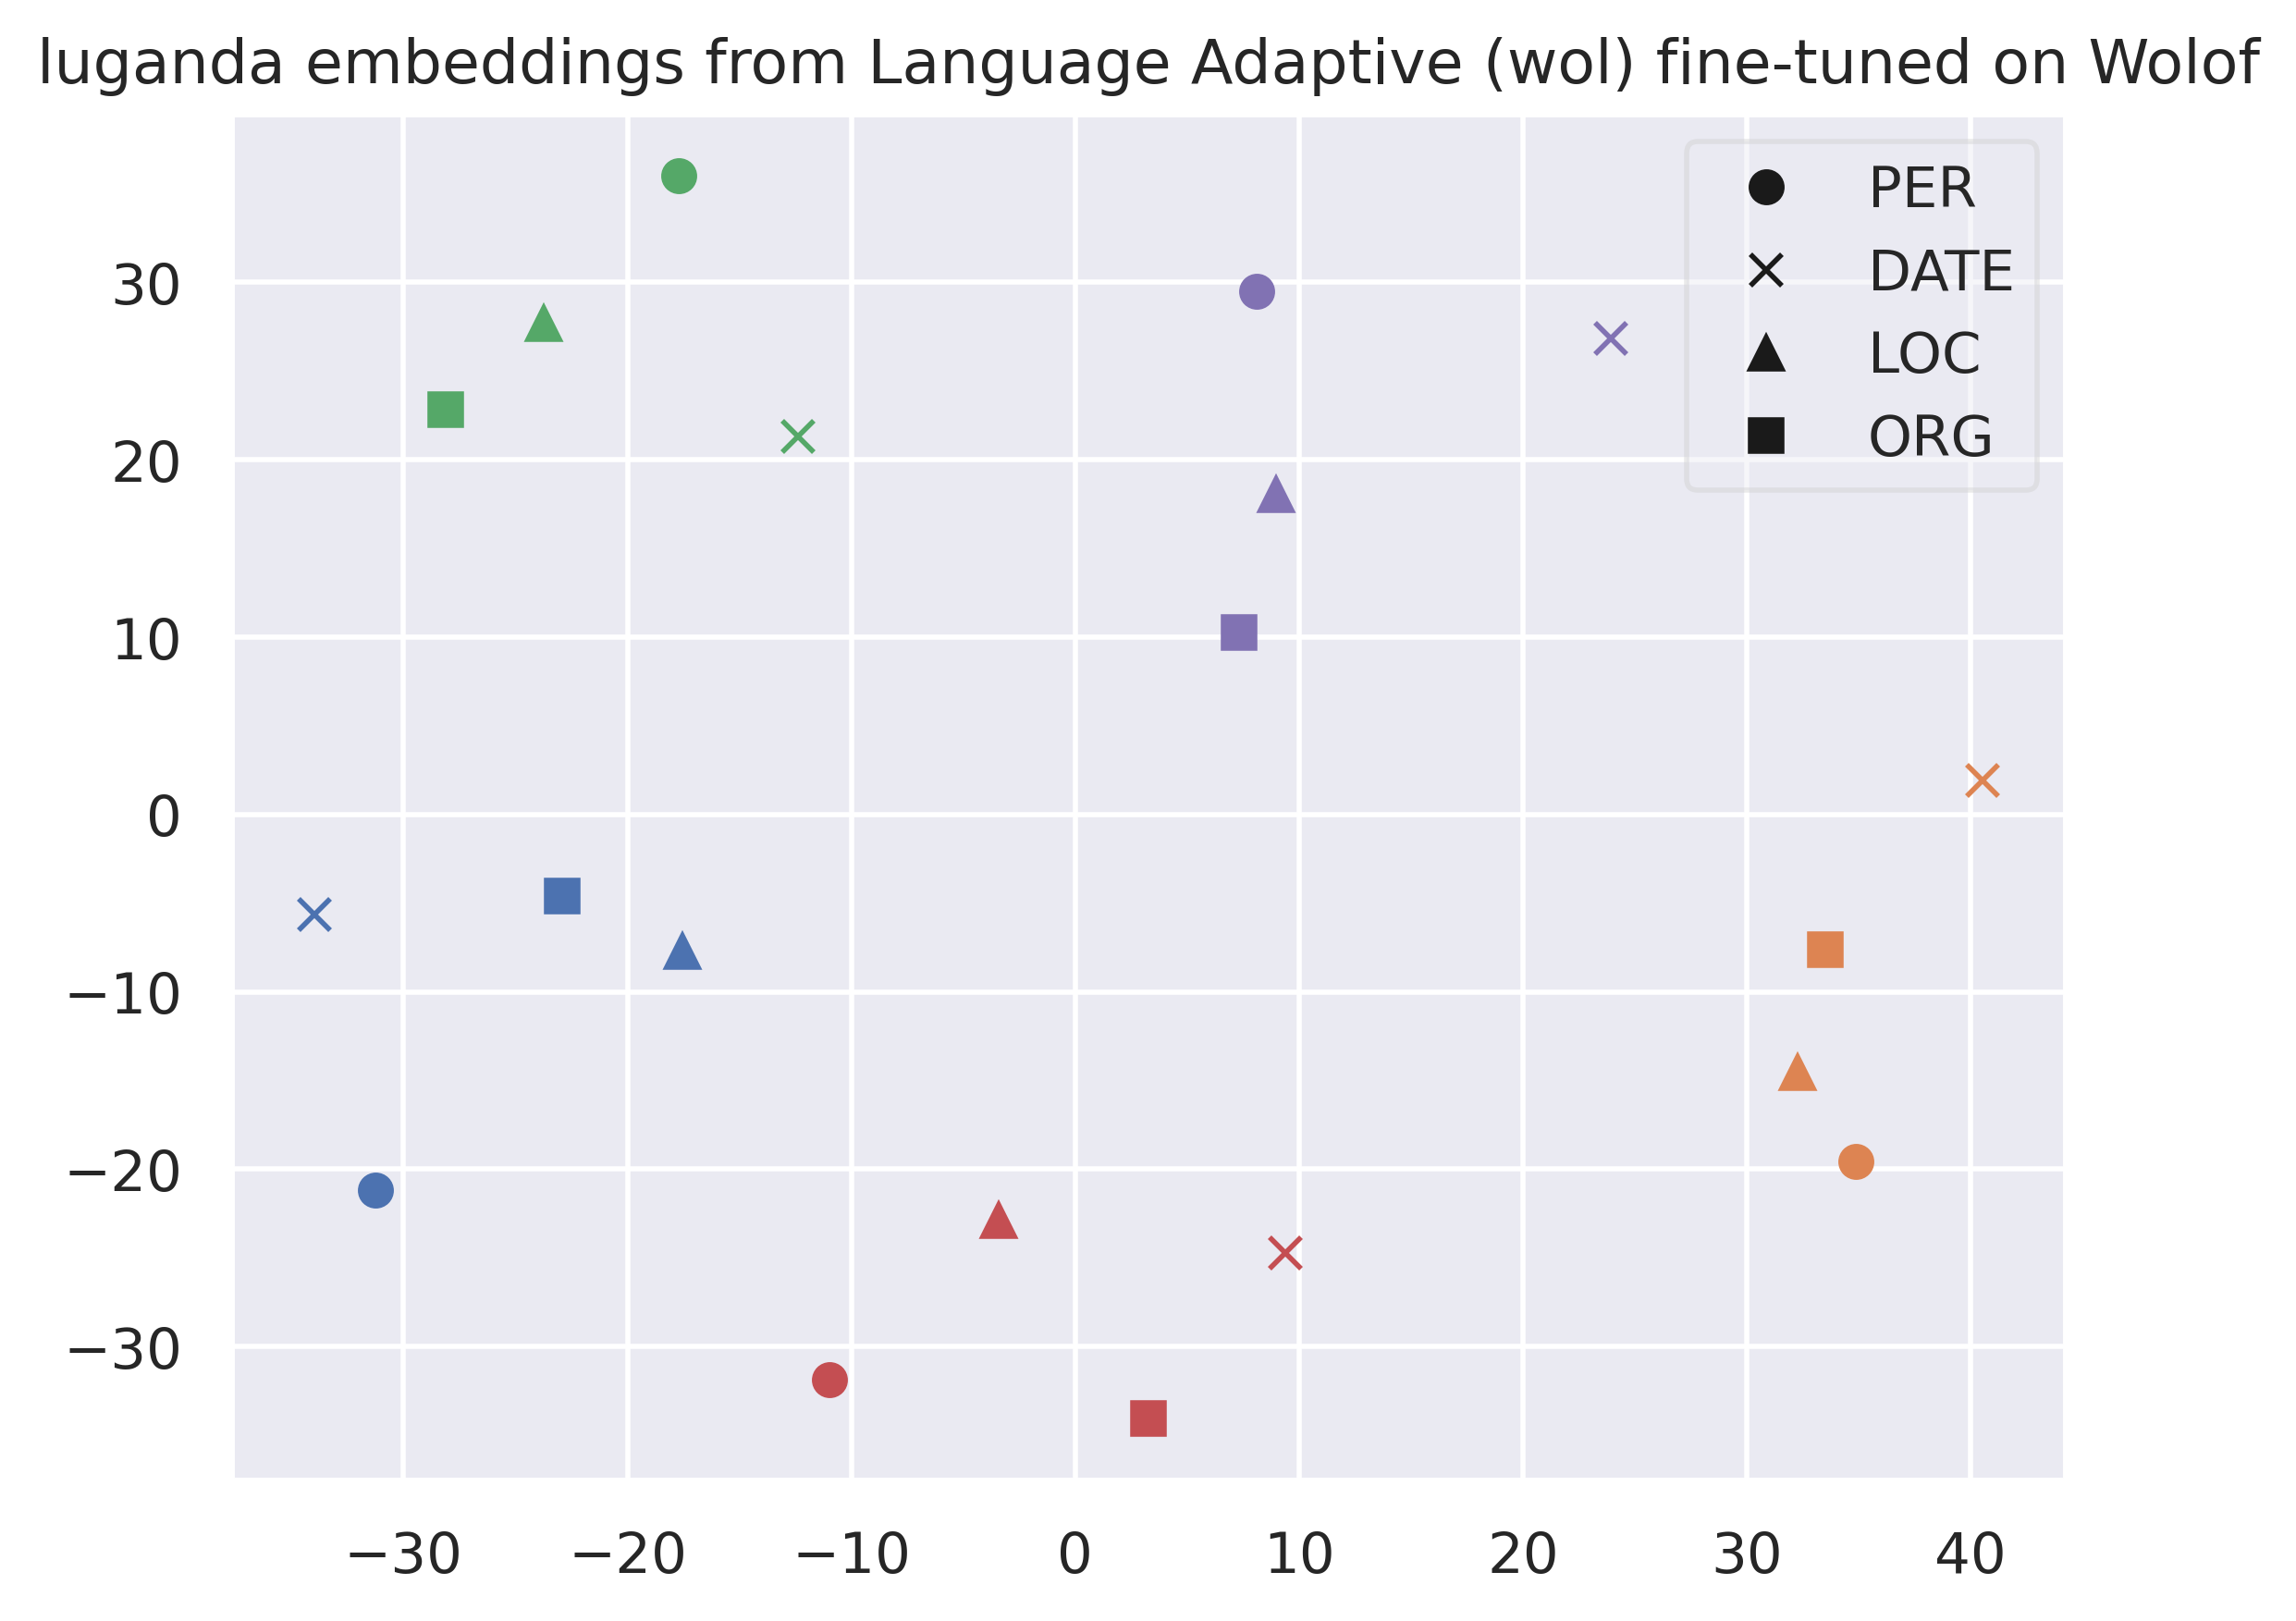 luganda embeddings from Language Adaptive (wol) fine-tuned on Wolof
PER
DATE
LOC
ORG
30
20
10
0
−10
−20
−30
−30 −20 −10 0 10 20 30 40